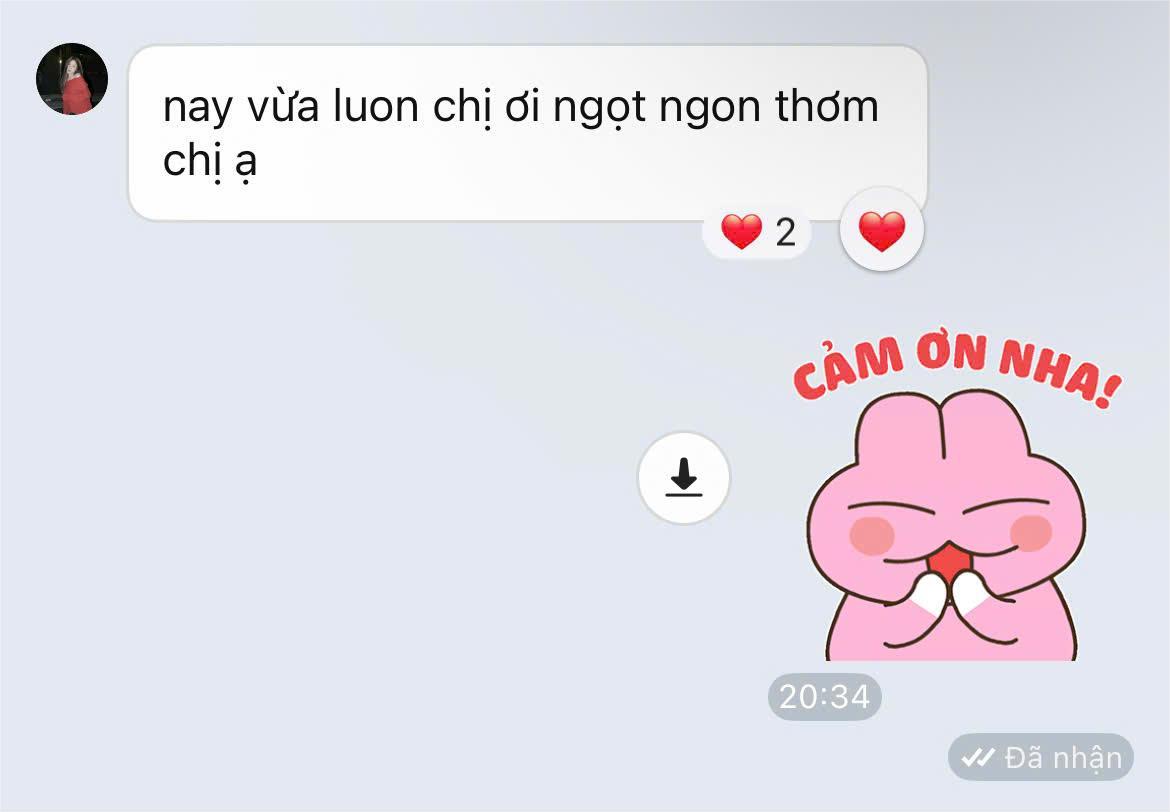 nay vừa luon chị ơi ngọt ngon thơm
chị ạ
2
CẢM ƠN NHA!
20:34
Đã nhận